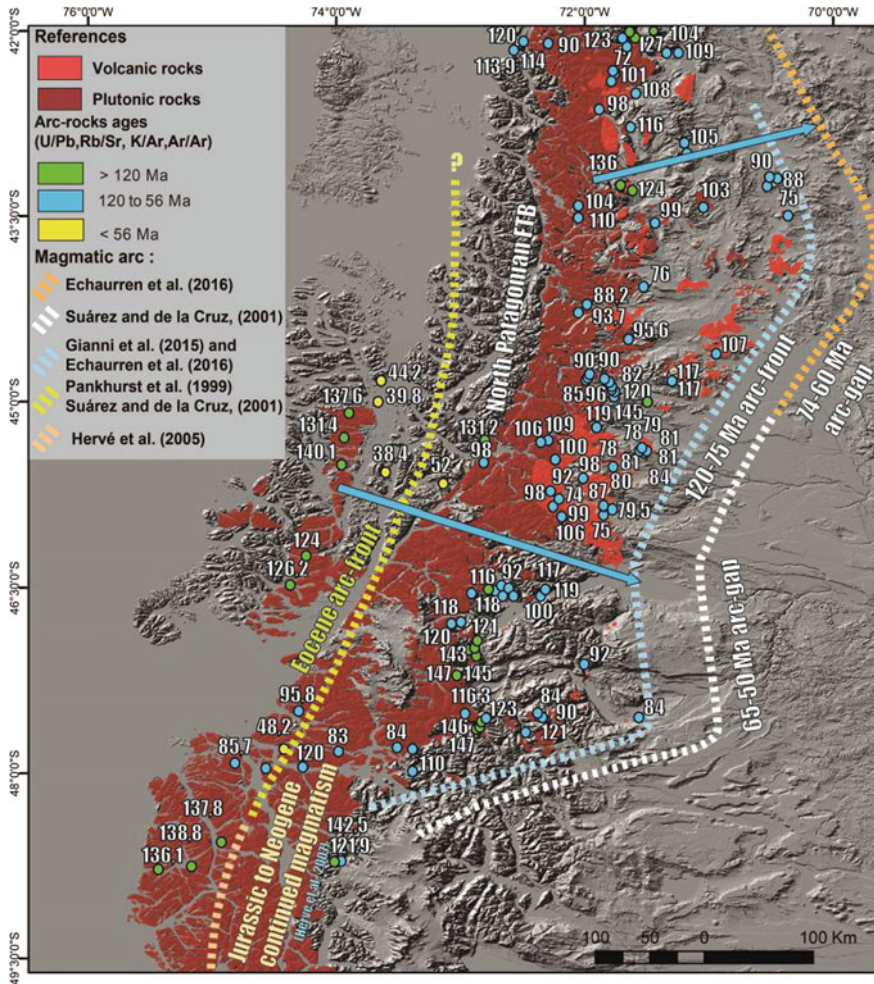 76°0'0"W
74°0'0"W
72°0'0"W
70°0'0"W
42°0'0"S
43°30'0"S
45°0'0"S
46°30'0"S
48°0'0"S
49°30'0"S
References
Volcanic rocks
Plutonic rocks
Arc-rocks ages
(U/Pb,Rb/Sr, K/Ar,Ar/Ar)
> 120 Ma
120 to 56 Ma
< 56 Ma
Magmatic arc :
Echaurren et al. (2016)
Suárez and de la Cruz, (2001)
Gianni et al. (2015) and
Echaurren et al. (2016)
Pankhurst et al. (1999)
Suárez and de la Cruz, (2001)
Hervé et al. (2005)
120
113.9
114
90
123
127
104
109
72
101
108
98
116
105
136
124
104
110
99
103
90
88
75
?
North Patagonian FTB
76
88.2
93.7
95.6
107
90
90
82
85
96
120
117
117
145
119
79
78
81
81
84
44.2
39.8
137.6
131.4
140.1
38.4
52
131.2
98
106
109
100
78
98
81
80
92
74
87
98
99
79.5
75
106
120-75 Ma arc-front
74-60 Ma
arc-gap
65-50 Ma arc-gap
Eocene arc-front
124
126.2
116
92
117
118
118
100
119
120
121
143
147
145
92
116.3
123
84
90
84
146
147
121
95.8
48.2
85.7
120
83
84
110
137.8
138.8
136.1
142.5
121.9
Jurassic to Neogene
continued magmatism
(Hervé et al. 2007)
100
50
0
100 Km